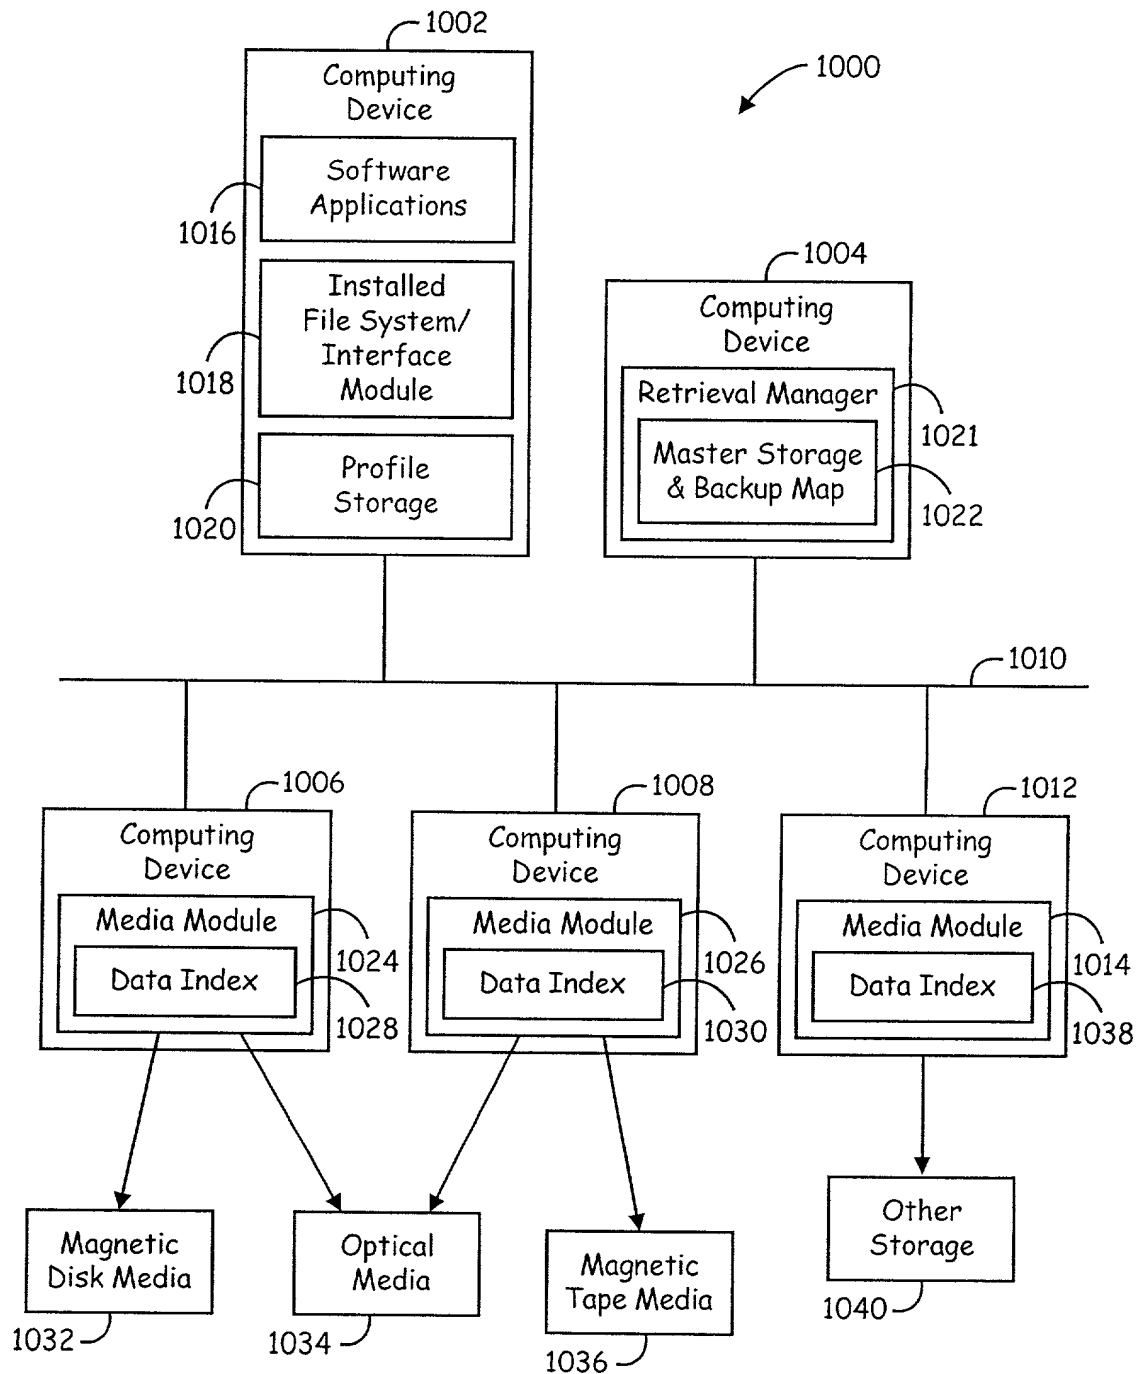 1002
Computing
Device
1000
Software
Applications
1016
Installed
File System/
Interface
Module
1018
Profile
Storage
1020
1004
Computing
Device
Retrieval Manager
1021
Master Storage
& Backup Map
1022
1010
1006
Computing
Device
Media Module
1024
Data Index
1028
1008
Computing
Device
Media Module
1026
Data Index
1030
1012
Computing
Device
Media Module
1014
Data Index
1038
Magnetic
Disk Media
1032
Optical
Media
1034
Magnetic
Tape Media
1036
Other
Storage
1040